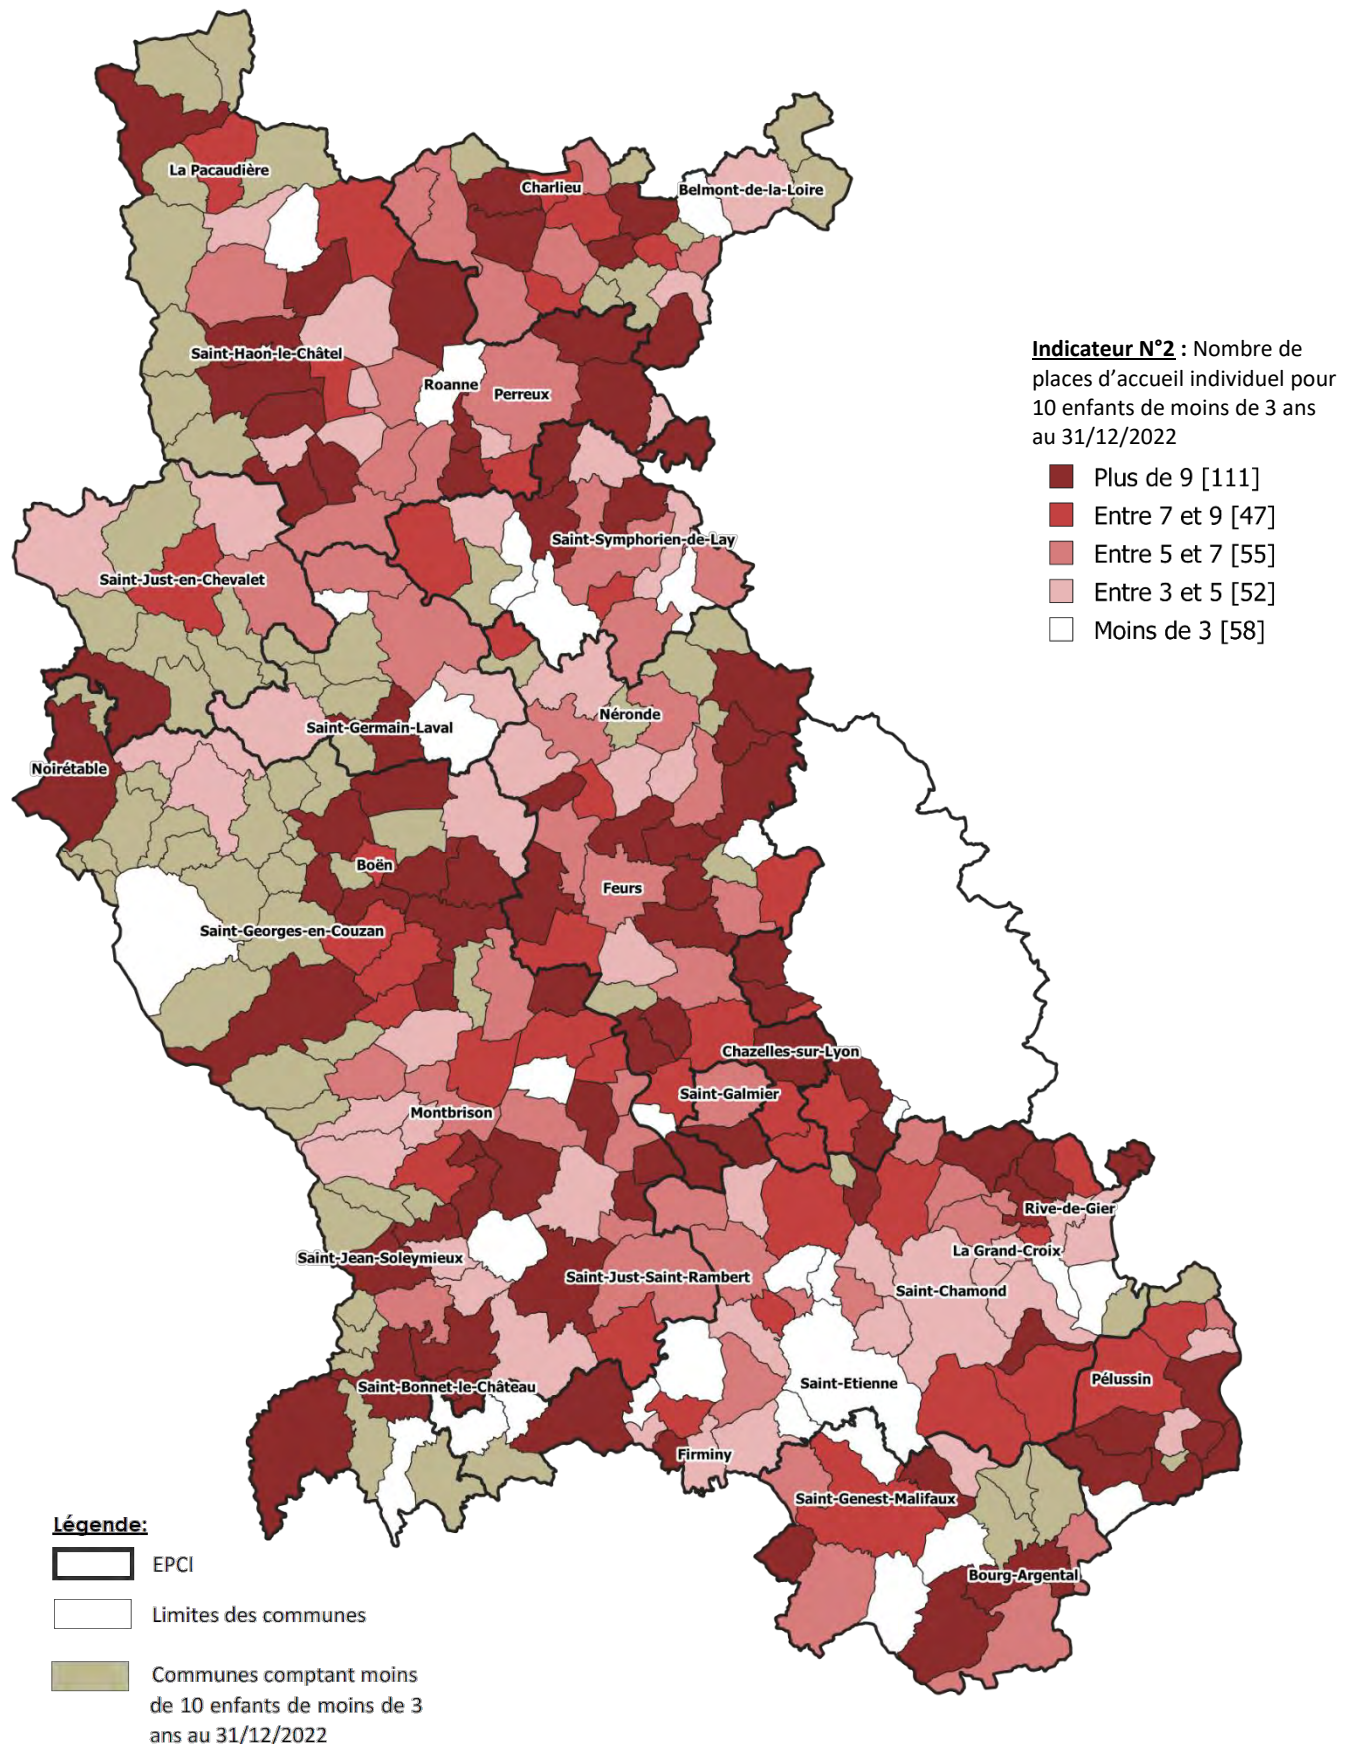 La Pacaudière
Charlieu
Belmont-de-la-Loire
Saint-Haon-le-Châtel
Roanne
Perreux
Indicateur N°2 : Nombre de
places d’accueil individuel pour
10 enfants de moins de 3 ans
au 31/12/2022
Plus de 9 [111]
Entre 7 et 9 [47]
Entre 5 et 7 [55]
Entre 3 et 5 [52]
Moins de 3 [58]
Saint-Symphorien-de-Lay
Saint-Just-en-Chevalet
Néronde
Saint-Germain-Laval
Noirétable
Boën
Feurs
Saint-Georges-en-Couzan
Chazelles-sur-Lyon
Saint-Galmier
Montbrison
Rive-de-Gier
La Grand-Croix
Saint-Jean-Soleymieux
Saint-Just-Saint-Rambert
Saint-Chamond
Saint-Bonnet-le-Château
Saint-Etienne
Pélussin
Firminy
Saint-Genest-Malifaux
Bourg-Argental
Légende:
EPCI
Limites des communes
Communes comptant moins
de 10 enfants de moins de 3
ans au 31/12/2022